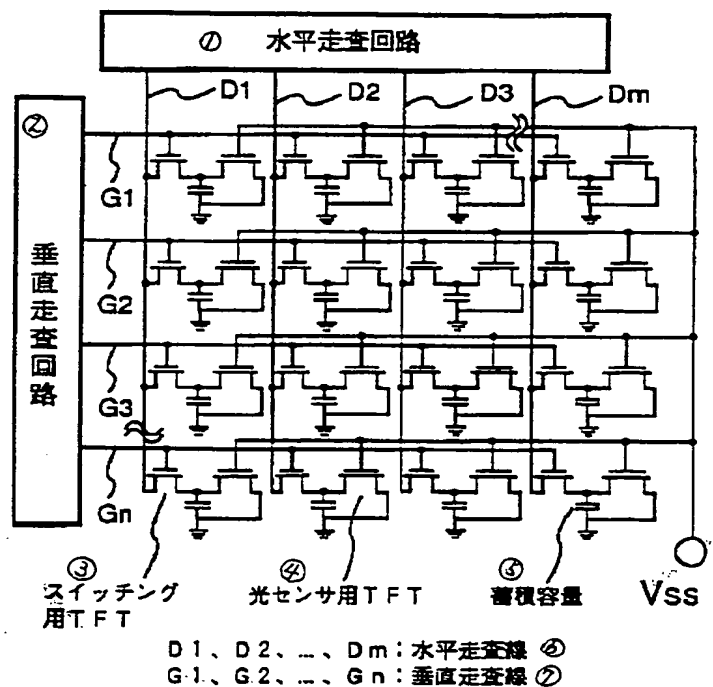 ① 水平走査回路
D1
D2
D3
Dm
②
垂直走査回路
G1
G2
G3
Gn
③
スイッチング
用TFT
④
光センサ用TFT
⑤
蓄積容量
Vss
D1、D2、...、Dm:水平走査線 ⑥
G1、G2、...、Gn:垂直走査線 ⑦